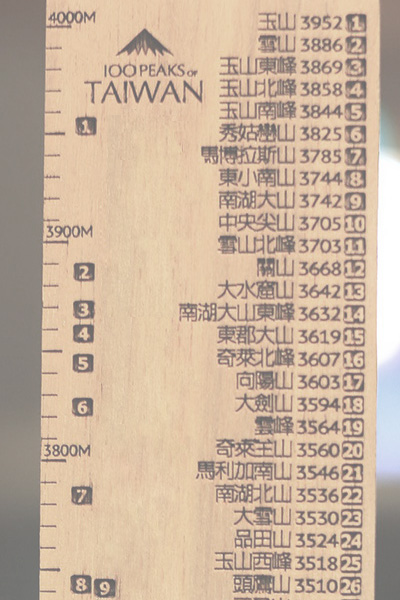 4000M
100 PEAKS OF
TAIWAN
1
3900M
2
3
4
5
6
3800M
7
8 9
玉山 3952 1
雪山 3886 2
玉山東峰 3869 3
玉山北峰 3858 4
玉山南峰 3844 5
秀姑巒山 3825 6
馬博拉斯山 3785 7
東小南山 3744 8
南湖大山 3742 9
中央尖山 3705 10
雪山北峰 3703 11
關山 3668 12
大水窟山 3642 13
南湖大山東峰 3632 14
東郡大山 3619 15
奇萊北峰 3607 16
向陽山 3603 17
大劍山 3594 18
雲峰 3564 19
奇萊主山 3560 20
馬利加南山 3546 21
南湖北山 3536 22
大雪山 3530 23
品田山 3524 24
玉山西峰 3518 25
頭鷹山 3510 26